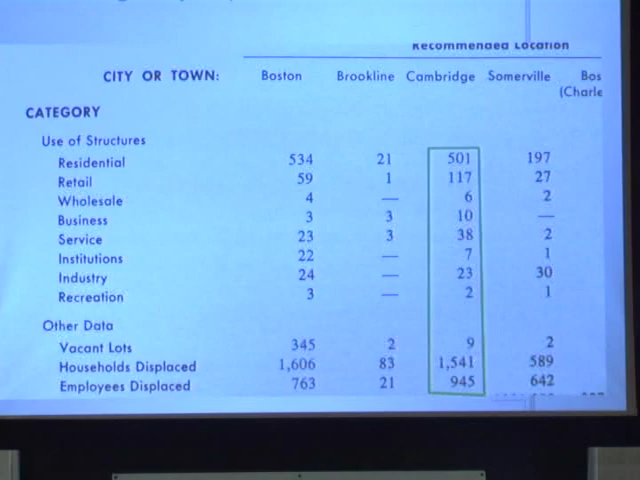 Recommended Location
CITY OR TOWN: Boston Brookline Cambridge Somerville Bos
(Charle
CATEGORY
Use of Structures
Residential 534 21 501 197
Retail 59 1 117 27
Wholesale 4 — 6 2
Business 3 3 10 —
Service 23 3 38 2
Institutions 22 — 7 1
Industry 24 — 23 30
Recreation 3 — 2 1
Other Data
Vacant Lots 345 2 9 2
Households Displaced 1,606 83 1,541 589
Employees Displaced 763 21 945 642